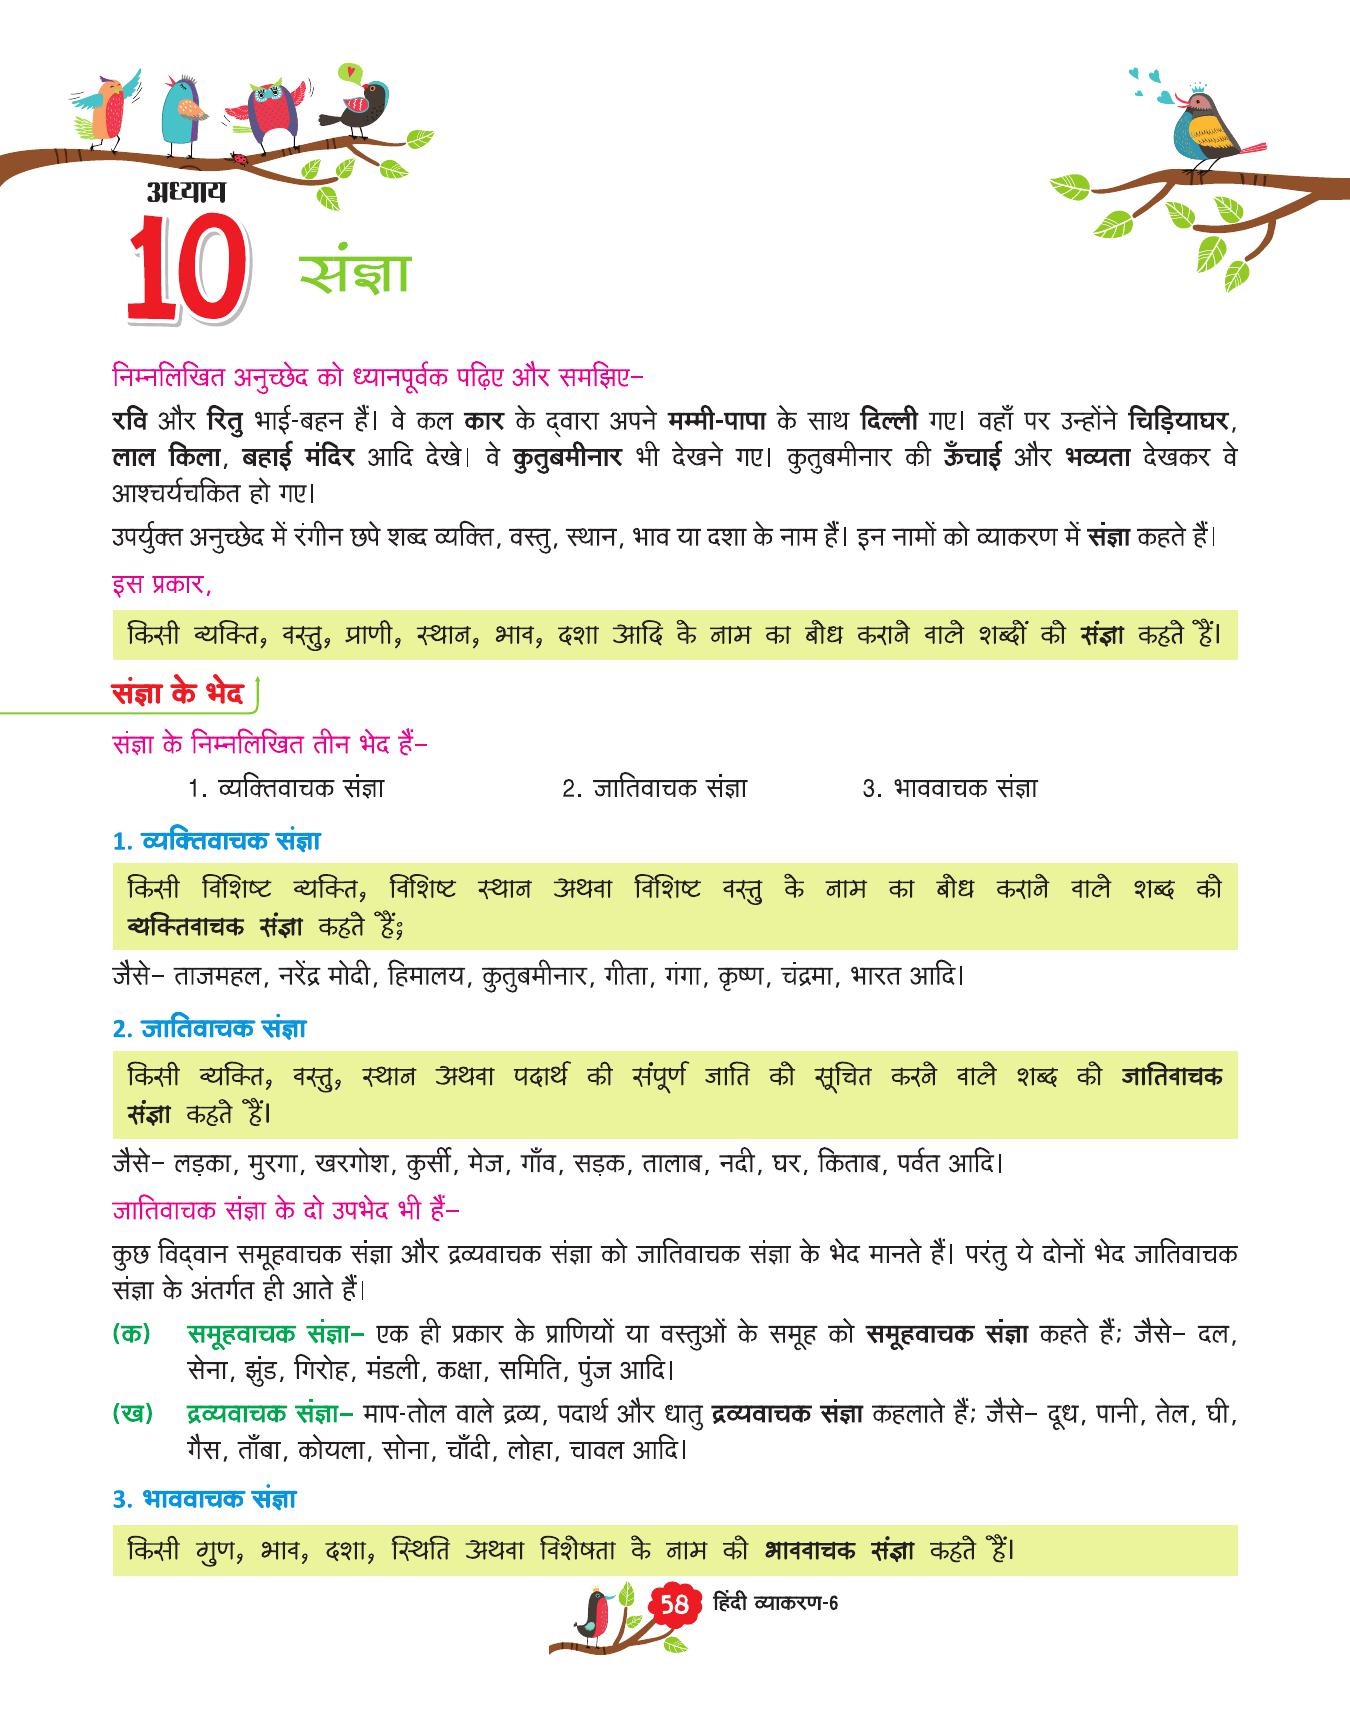 अध्याय
10
संज्ञा
निम्नलिखित अनुच्छेद को ध्यानपूर्वक पढ़िए और समझिए–
रवि और रितु भाई-बहन हैं। वे कल कार के द्‌वारा अपने मम्मी-पापा के साथ दिल्ली गए। वहाँ पर उन्होंने चिड़ियाघर,
लाल किला, बहाई मंदिर आदि देखे। वे कुतुबमीनार भी देखने गए। कुतुबमीनार की ऊँचाई और भव्यता देखकर वे
आश्चर्यचकित हो गए।
उपर्युक्त अनुच्छेद में रंगीन छपे शब्द व्यक्ति, वस्तु, स्थान, भाव या दशा के नाम हैं। इन नामों को व्याकरण में संज्ञा कहते हैं।
इस प्रकार,
किसी व्यक्ति, वस्तु, प्राणी, स्थान, भाव, दशा आदि के नाम का बोध कराने वाले शब्दों को संज्ञा कहते हैं।
संज्ञा के भेद
संज्ञा के निम्नलिखित तीन भेद हैं–
1. व्यक्तिवाचक संज्ञा 2. जातिवाचक संज्ञा 3. भाववाचक संज्ञा
1. व्यक्तिवाचक संज्ञा
किसी विशिष्ट व्यक्ति, विशिष्ट स्थान अथवा विशिष्ट वस्तु के नाम का बोध कराने वाले शब्द को
व्यक्तिवाचक संज्ञा कहते हैं;
जैसे– ताजमहल, नरेंद्र मोदी, हिमालय, कुतुबमीनार, गीता, गंगा, कृष्ण, चंद्रमा, भारत आदि।
2. जातिवाचक संज्ञा
किसी व्यक्ति, वस्तु, स्थान अथवा पदार्थ की संपूर्ण जाति को सूचित करने वाले शब्द को जातिवाचक
संज्ञा कहते हैं।
जैसे– लड़का, मुरगा, खरगोश, कुर्सी, मेज, गाँव, सड़क, तालाब, नदी, घर, किताब, पर्वत आदि।
जातिवाचक संज्ञा के दो उपभेद भी हैं–
कुछ विद्‌वान समूहवाचक संज्ञा और द्रव्यवाचक संज्ञा को जातिवाचक संज्ञा के भेद मानते हैं। परंतु ये दोनों भेद जातिवाचक
संज्ञा के अंतर्गत ही आते हैं।
(क) समूहवाचक संज्ञा– एक ही प्रकार के प्राणियों या वस्तुओं के समूह को समूहवाचक संज्ञा कहते हैं; जैसे– दल,
सेना, झुंड, गिरोह, मंडली, कक्षा, समिति, पुंज आदि।
(ख) द्रव्यवाचक संज्ञा– माप-तोल वाले द्रव्य, पदार्थ और धातु द्रव्यवाचक संज्ञा कहलाते हैं; जैसे– दूध, पानी, तेल, घी,
गैस, ताँबा, कोयला, सोना, चाँदी, लोहा, चावल आदि।
3. भाववाचक संज्ञा
किसी गुण, भाव, दशा, स्थिति अथवा विशेषता के नाम को भाववाचक संज्ञा कहते हैं।
58 हिंदी व्याकरण-6